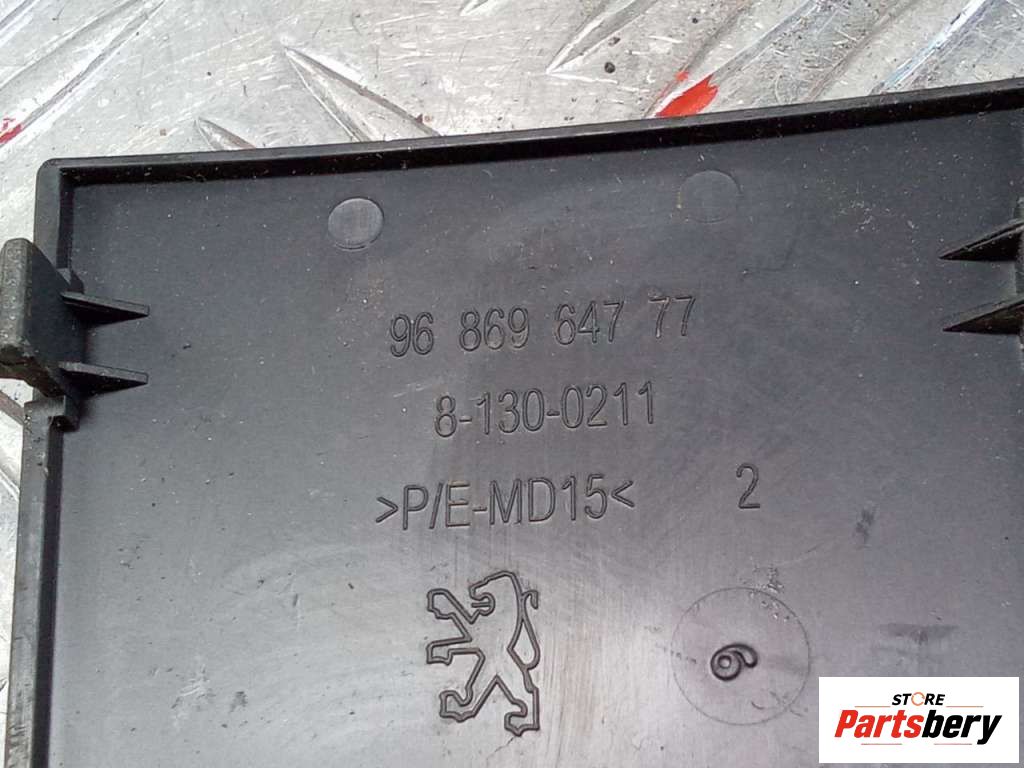 96 869 647 77
8-130-0211
>P/E-MD15< 2
6
STORE
Partsbery